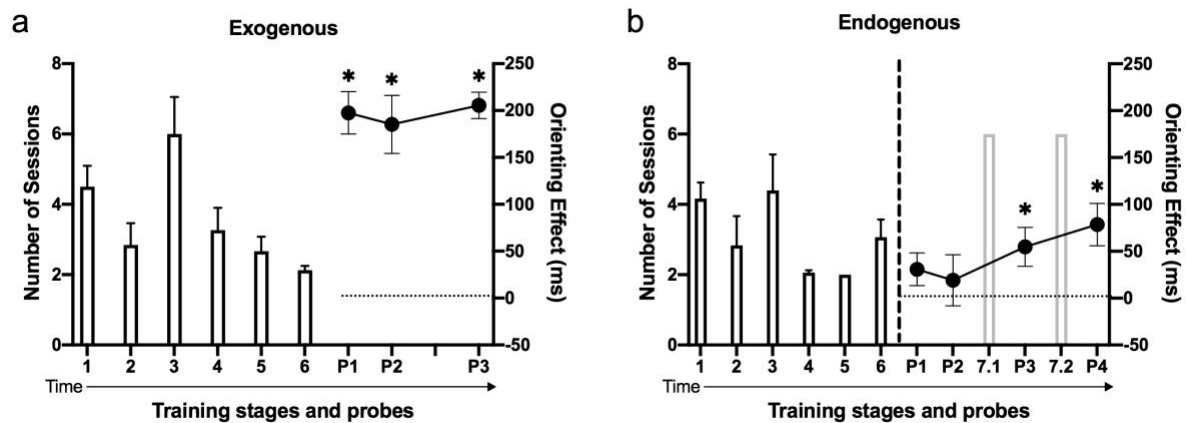 a
Exogenous
Number of Sessions
8
6
4
2
0
* * *
250
200
150
100
50
0
-50
Orienting Effect (ms)
1 2 3 4 5 6 P1 P2 P3
Time
Training stages and probes
b
Endogenous
Number of Sessions
8
6
4
2
0
* *
250
200
150
100
50
0
-50
Orienting Effect (ms)
1 2 3 4 5 6 P1 P2 7.1 P3 7.2 P4
Time
Training stages and probes